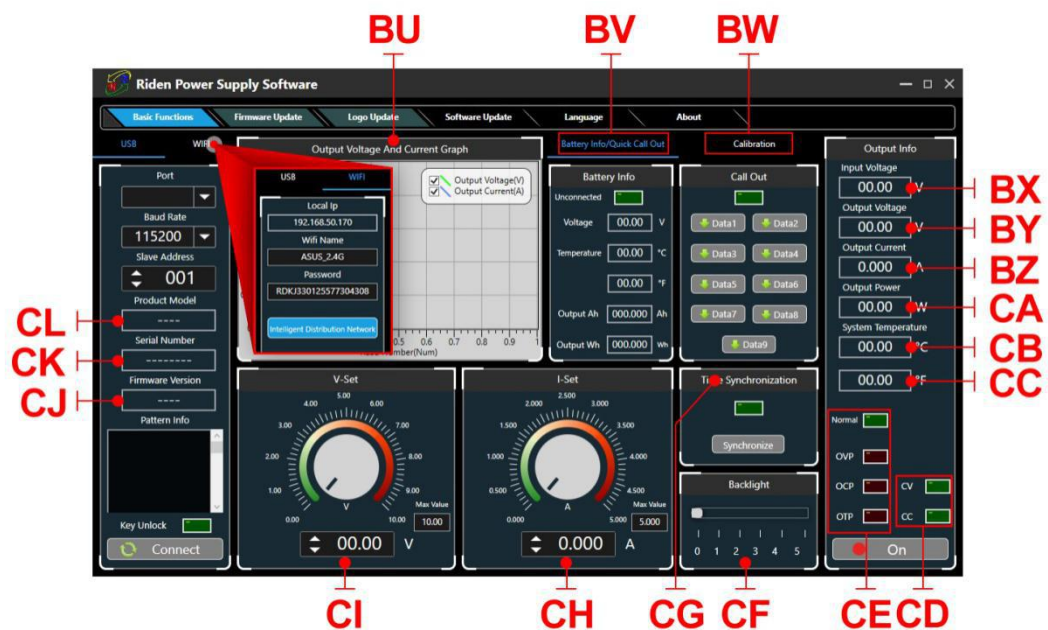 BU BV BW
Riden Power Supply Software
Basic Functions Firmware Update Logo Update Software Update Language About
USB WIFI
Output Voltage And Current Graph
Battery Info/Quick Call Out
Calibration
Output Info
Port
Baud Rate
115200
Slave Address
001
Product Model
----
Serial Number
--------
Firmware Version
----
Pattern Info
Key Unlock
Connect
USB WIFI
Local Ip
192.168.50.170
Wifi Name
ASUS_2.4G
Password
RDKJ330125577304308
Intelligent Distribution Network
Output Voltage(V)
Output Current(A)
0.5 0.6 0.7 0.8 0.9 1
Battery Info
Unconnected
Voltage 00.00 V
Temperature 00.00 °C
00.00 °F
Output Ah 000.000 Ah
Output Wh 000.000 Wh
Call Out
Data1 Data2
Data3 Data4
Data5 Data6
Data7 Data8
Data9
Input Voltage
00.00 V
Output Voltage
00.00 V
Output Current
0.000 A
Output Power
00.00 W
System Temperature
00.00 °C
00.00 °F
Normal
OVP
OCP
OTP
CV
CC
On
V-Set
0.00 1.00 2.00 3.00 4.00 5.00 6.00 7.00 9.00 10.00
V
Max Value
10.00
00.00 V
I-Set
0.000 0.500 1.000 1.500 2.000 2.500 3.000 3.500 4.500 5.000
A
Max Value
5.000
0.000 A
Synchronization
Synchronize
Backlight
0 1 2 3 4 5
BX
BY
BZ
CA
CB
CC
CL
CK
CJ
CI CH CG CF CE CD